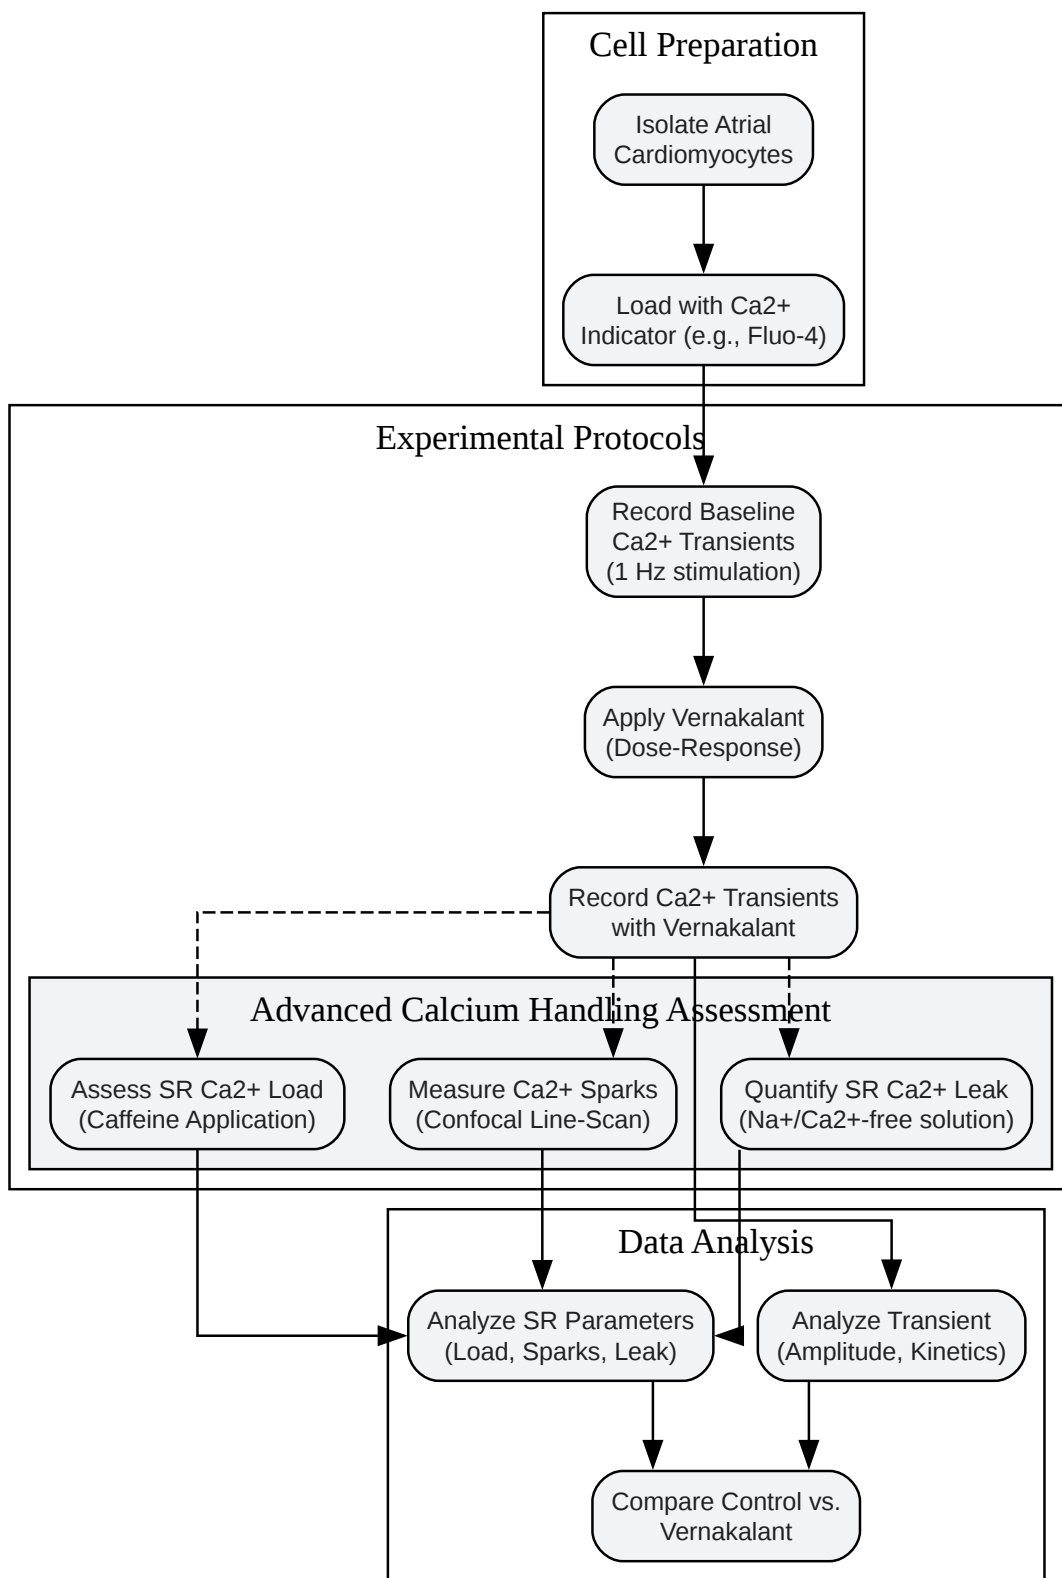 Cell Preparation
Isolate Atrial
Cardiomyocytes
Load with Ca2+
Indicator (e.g., Fluo-4)
Experimental Protocols
Record Baseline
Ca2+ Transients
(1 Hz stimulation)
Apply Vernakalant
(Dose-Response)
Record Ca2+ Transients
with Vernakalant
Advanced Calcium Handling Assessment
Assess SR Ca2+ Load
(Caffeine Application)
Measure Ca2+ Sparks
(Confocal Line-Scan)
Quantify SR Ca2+ Leak
(Na+/Ca2+-free solution)
Data Analysis
Analyze SR Parameters
(Load, Sparks, Leak)
Analyze Transient
(Amplitude, Kinetics)
Compare Control vs.
Vernakalant